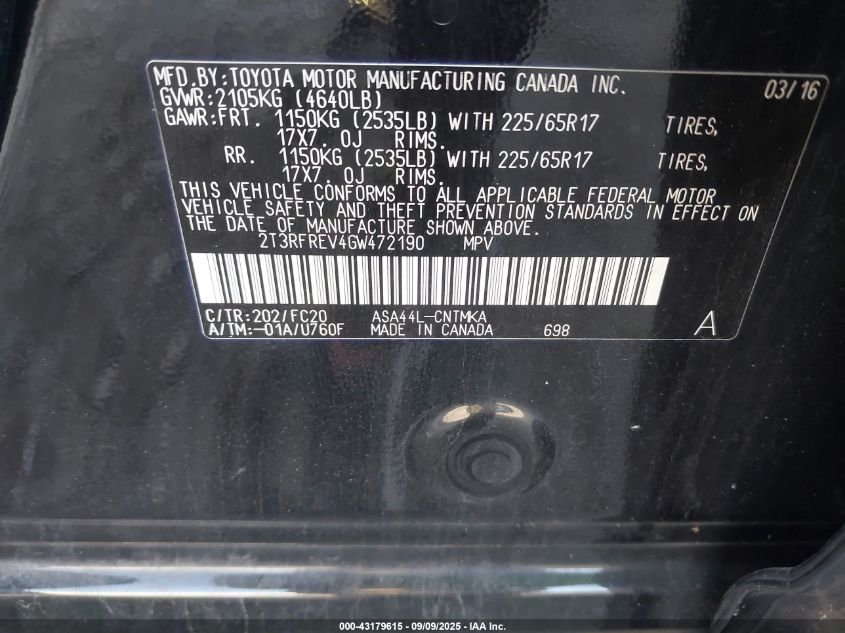 MFD.BY:TOYOTA MOTOR MANUFACTURING CANADA INC. 03/16
GVWR:2105KG (4640LB)
GAWR:FRT. 1150KG (2535LB) WITH 225/65R17 TIRES,
17X7. 0J RIMS.
RR. 1150KG (2535LB) WITH 225/65R17 TIRES,
17X7. 0J RIMS.
THIS VEHICLE CONFORMS TO ALL APPLICABLE FEDERAL MOTOR
VEHICLE SAFETY AND THEFT PREVENTION STANDARDS IN EFFECT ON
THE DATE OF MANUFACTURE SHOWN ABOVE.
2T3RFREV4GW472190 MPV
C/TR:202/FC20 ASA44L-CNTMKA
A/TM:-01A/U760F MADE IN CANADA 698 A
000-43179615 - 09/09/2025 - IAA Inc.